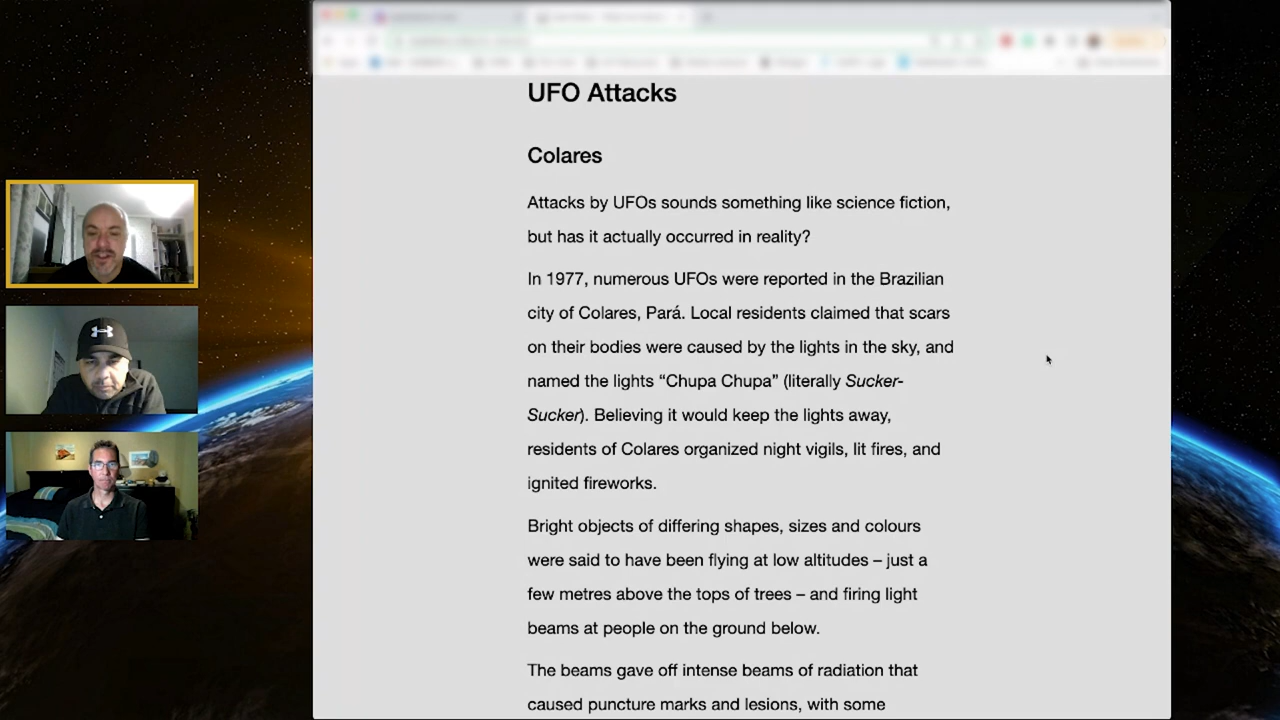 UFO Attacks
Colares
Attacks by UFOs sounds something like science fiction,
but has it actually occurred in reality?
In 1977, numerous UFOs were reported in the Brazilian
city of Colares, Pará. Local residents claimed that scars
on their bodies were caused by the lights in the sky, and
named the lights “Chupa Chupa” (literally Sucker-
Sucker). Believing it would keep the lights away,
residents of Colares organized night vigils, lit fires, and
ignited fireworks.
Bright objects of differing shapes, sizes and colours
were said to have been flying at low altitudes – just a
few metres above the tops of trees – and firing light
beams at people on the ground below.
The beams gave off intense beams of radiation that
caused puncture marks and lesions, with some